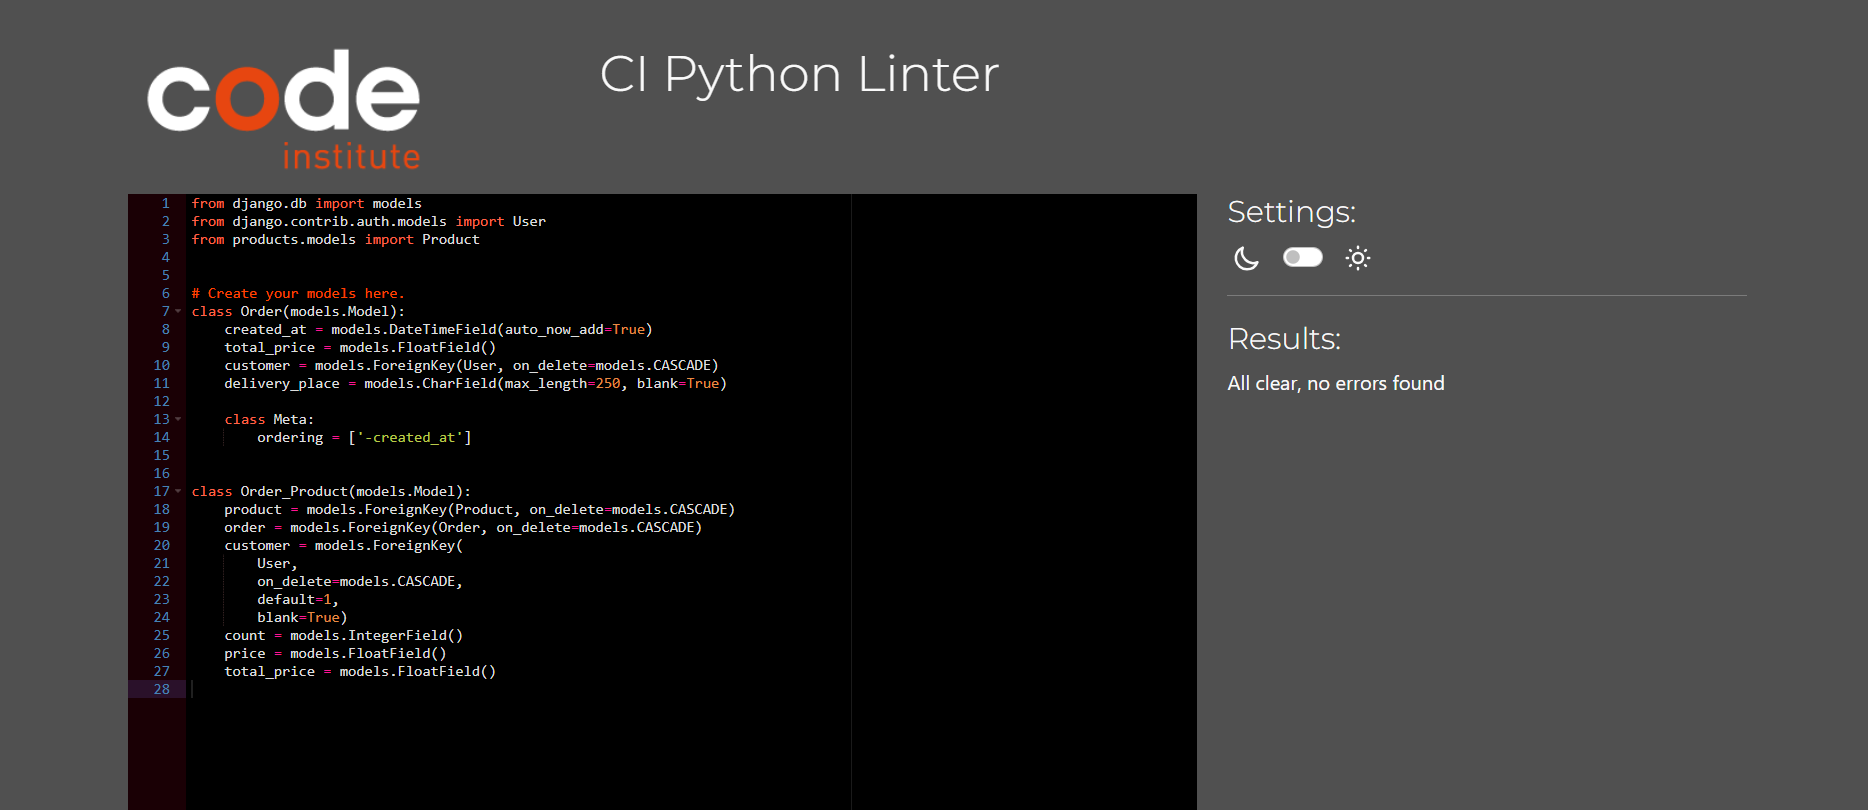 code
institute
CI Python Linter
1 from django.db import models
2 from django.contrib.auth.models import User
3 from products.models import Product
4
5
6 # Create your models here.
7 class Order(models.Model):
8     created_at = models.DateTimeField(auto_now_add=True)
9     total_price = models.FloatField()
10     customer = models.ForeignKey(User, on_delete=models.CASCADE)
11     delivery_place = models.CharField(max_length=250, blank=True)
12
13     class Meta:
14         ordering = ['-created_at']
15
16
17 class Order_Product(models.Model):
18     product = models.ForeignKey(Product, on_delete=models.CASCADE)
19     order = models.ForeignKey(Order, on_delete=models.CASCADE)
20     customer = models.ForeignKey(
21         User,
22         on_delete=models.CASCADE,
23         default=1,
24         blank=True)
25     count = models.IntegerField()
26     price = models.FloatField()
27     total_price = models.FloatField()
28
Settings:
Results:
All clear, no errors found